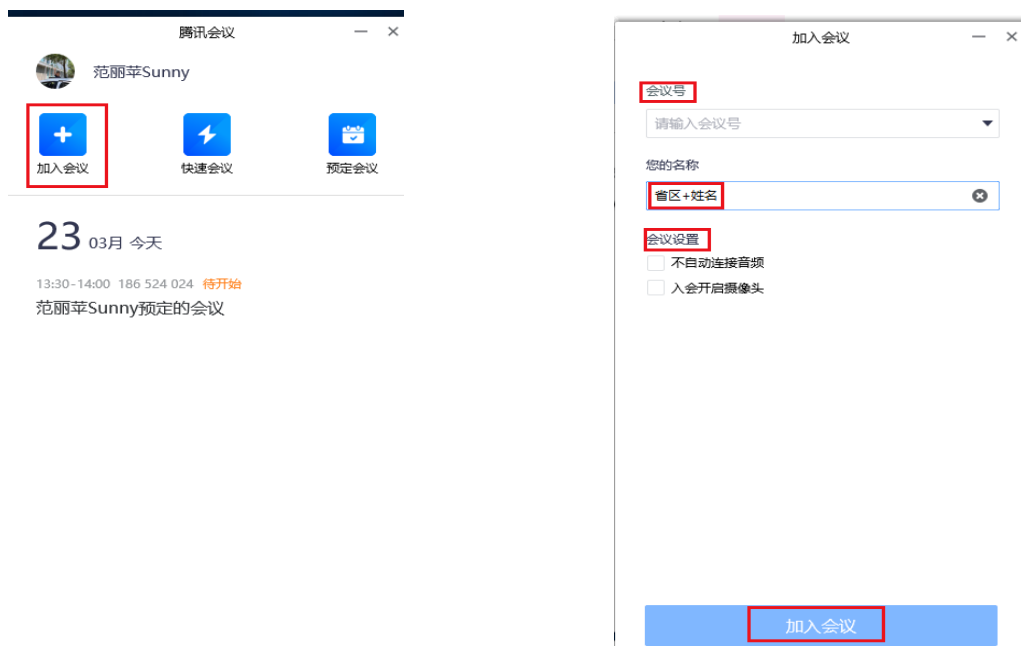 腾讯会议
范丽苹Sunny
加入会议
快速会议
预定会议
23 03月 今天
13:30-14:00 186 524 024 待开始
范丽苹Sunny预定的会议
加入会议
会议号
请输入会议号
您的名称
省区+姓名
会议设置
不自动连接音频
入会开启摄像头
加入会议